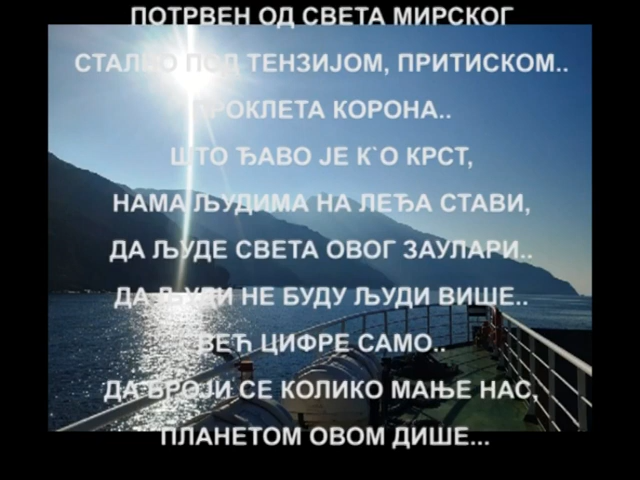 ПОТРВЕН ОД СВЕТА МИРСКОГ
СТАЛНО ПОД ТЕНЗИЈОМ, ПРИТИСКОМ..
ПРОКЛЕТА КОРОНА..
ШТО ЂАВО ЈЕ К`О КРСТ,
НАМА ЉУДИМА НА ЛЕЂА СТАВИ,
ДА ЉУДЕ СВЕТА ОВОГ ЗАУЛАРИ..
ДА ЉУДИ НЕ БУДУ ЉУДИ ВИШЕ..
ВЕЋ ЦИФРЕ САМО..
ДА БРОЈИ СЕ КОЛИКО МАЊЕ НАС,
ПЛАНЕТОМ ОВОМ ДИШЕ...